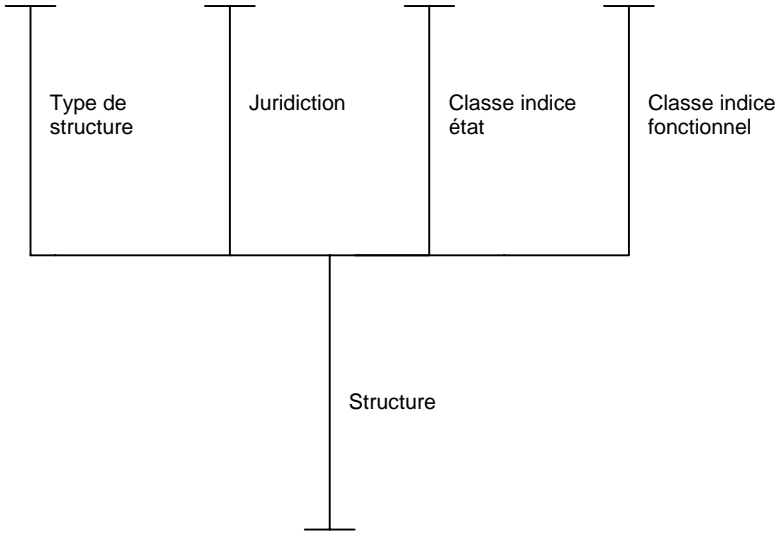 Type de
structure
Juridiction
Classe indice
état
Classe indice
fonctionnel
Structure